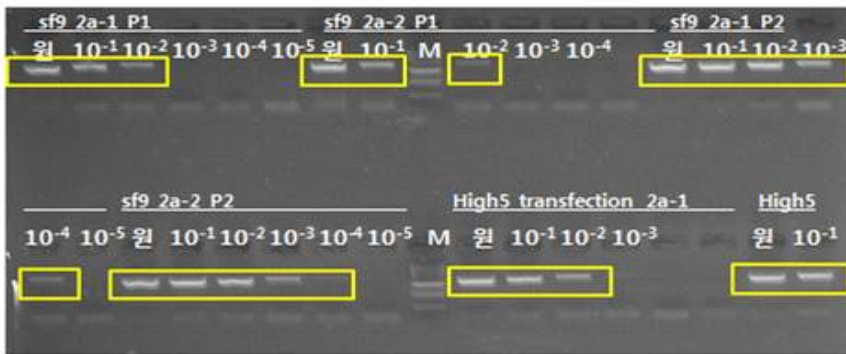 sf9 2a-1 P1 sf9 2a-2 P1 sf9 2a-1 P2
원 10⁻¹ 10⁻² 10⁻³ 10⁻⁴ 10⁻⁵ 원 10⁻¹ M 10⁻² 10⁻³ 10⁻⁴ 원 10⁻¹ 10⁻² 10⁻³
sf9 2a-2 P2 High5 transfection 2a-1 High5
10⁻⁴ 10⁻⁵ 원 10⁻¹ 10⁻² 10⁻³ 10⁻⁴ 10⁻⁵ M 원 10⁻¹ 10⁻² 10⁻³ 원 10⁻¹